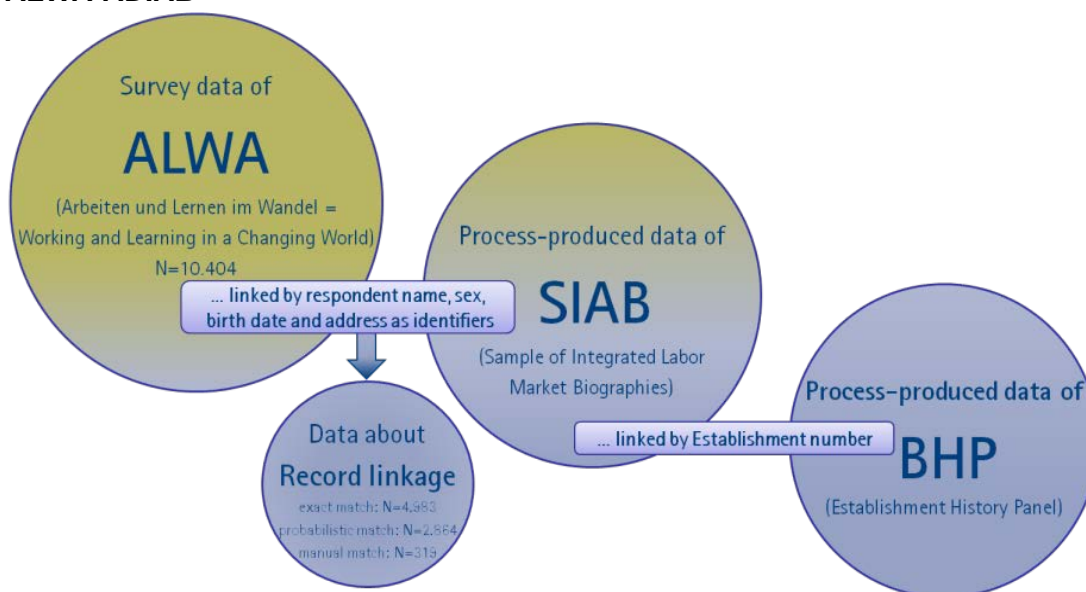 Survey data of
ALWA
(Arbeiten und Lernen im Wandel =
Working and Learning in a Changing World)
N=10.404
... linked by respondent name, sex,
birth date and address as identifiers
Process-produced data of
SIAB
(Sample of Integrated Labor
Market Biographies)
Data about
Record linkage
exact match: N=4.983
probabilistic match: N=2.864
manual match: N=319
... linked by Establishment number
Process-produced data of
BHP
(Establishment History Panel)